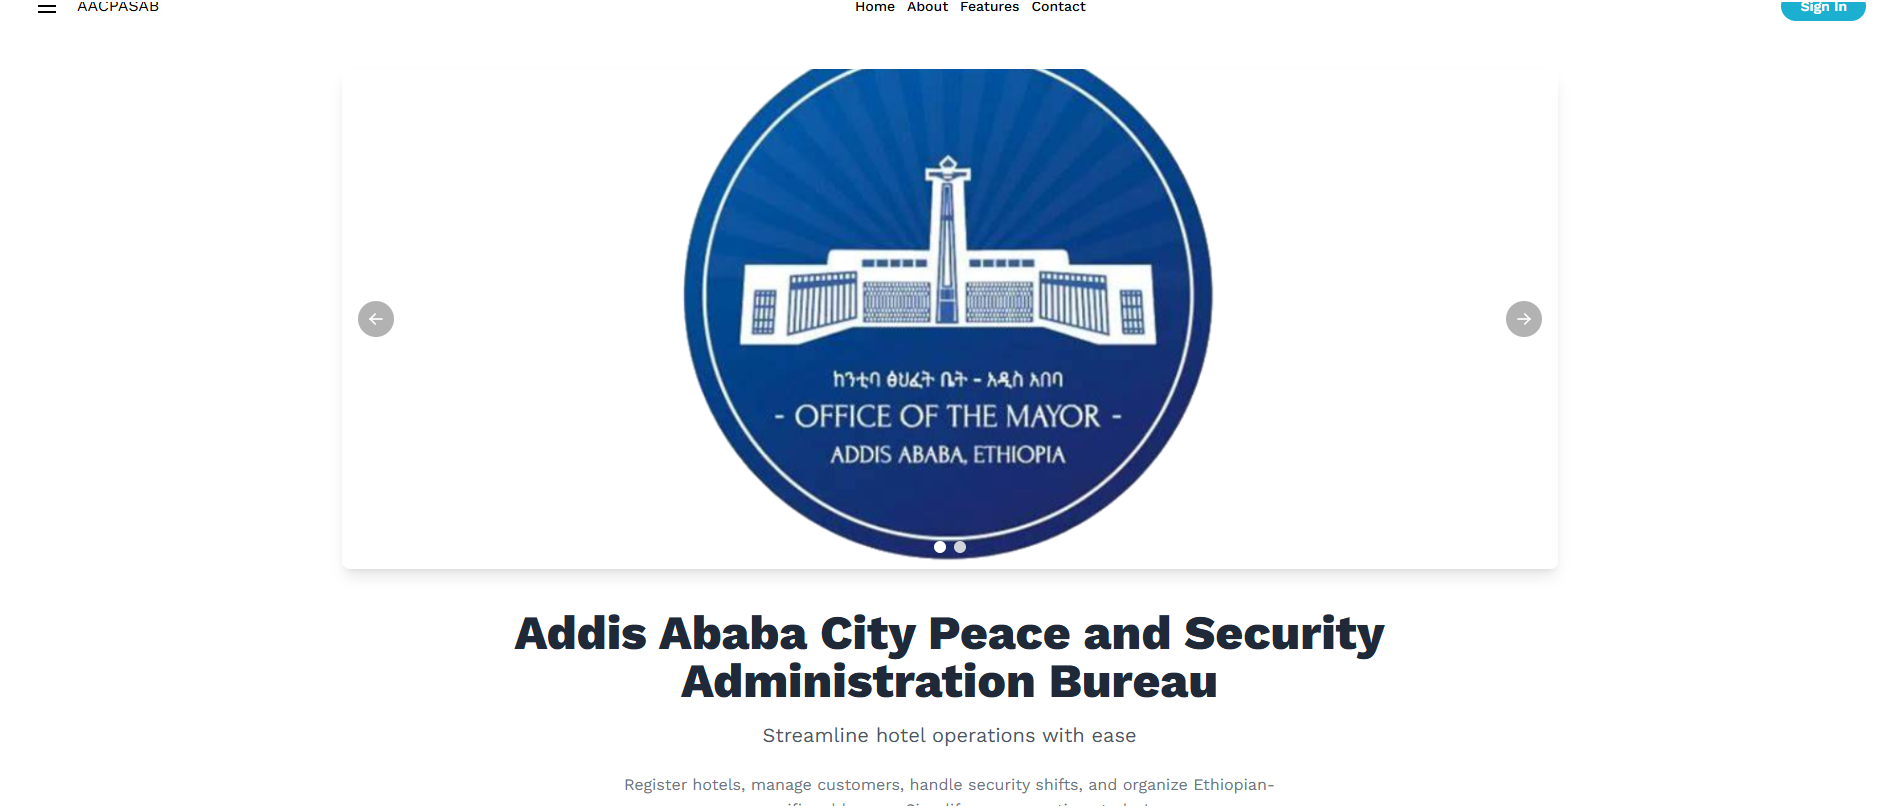 AACPASAB
Home About Features Contact
Sign In
ከንቲባ ፅህፈት ቤት - አዲስ አበባ
- OFFICE OF THE MAYOR -
ADDIS ABABA, ETHIOPIA
Addis Ababa City Peace and Security
Administration Bureau
Streamline hotel operations with ease
Register hotels, manage customers, handle security shifts, and organize Ethiopian-